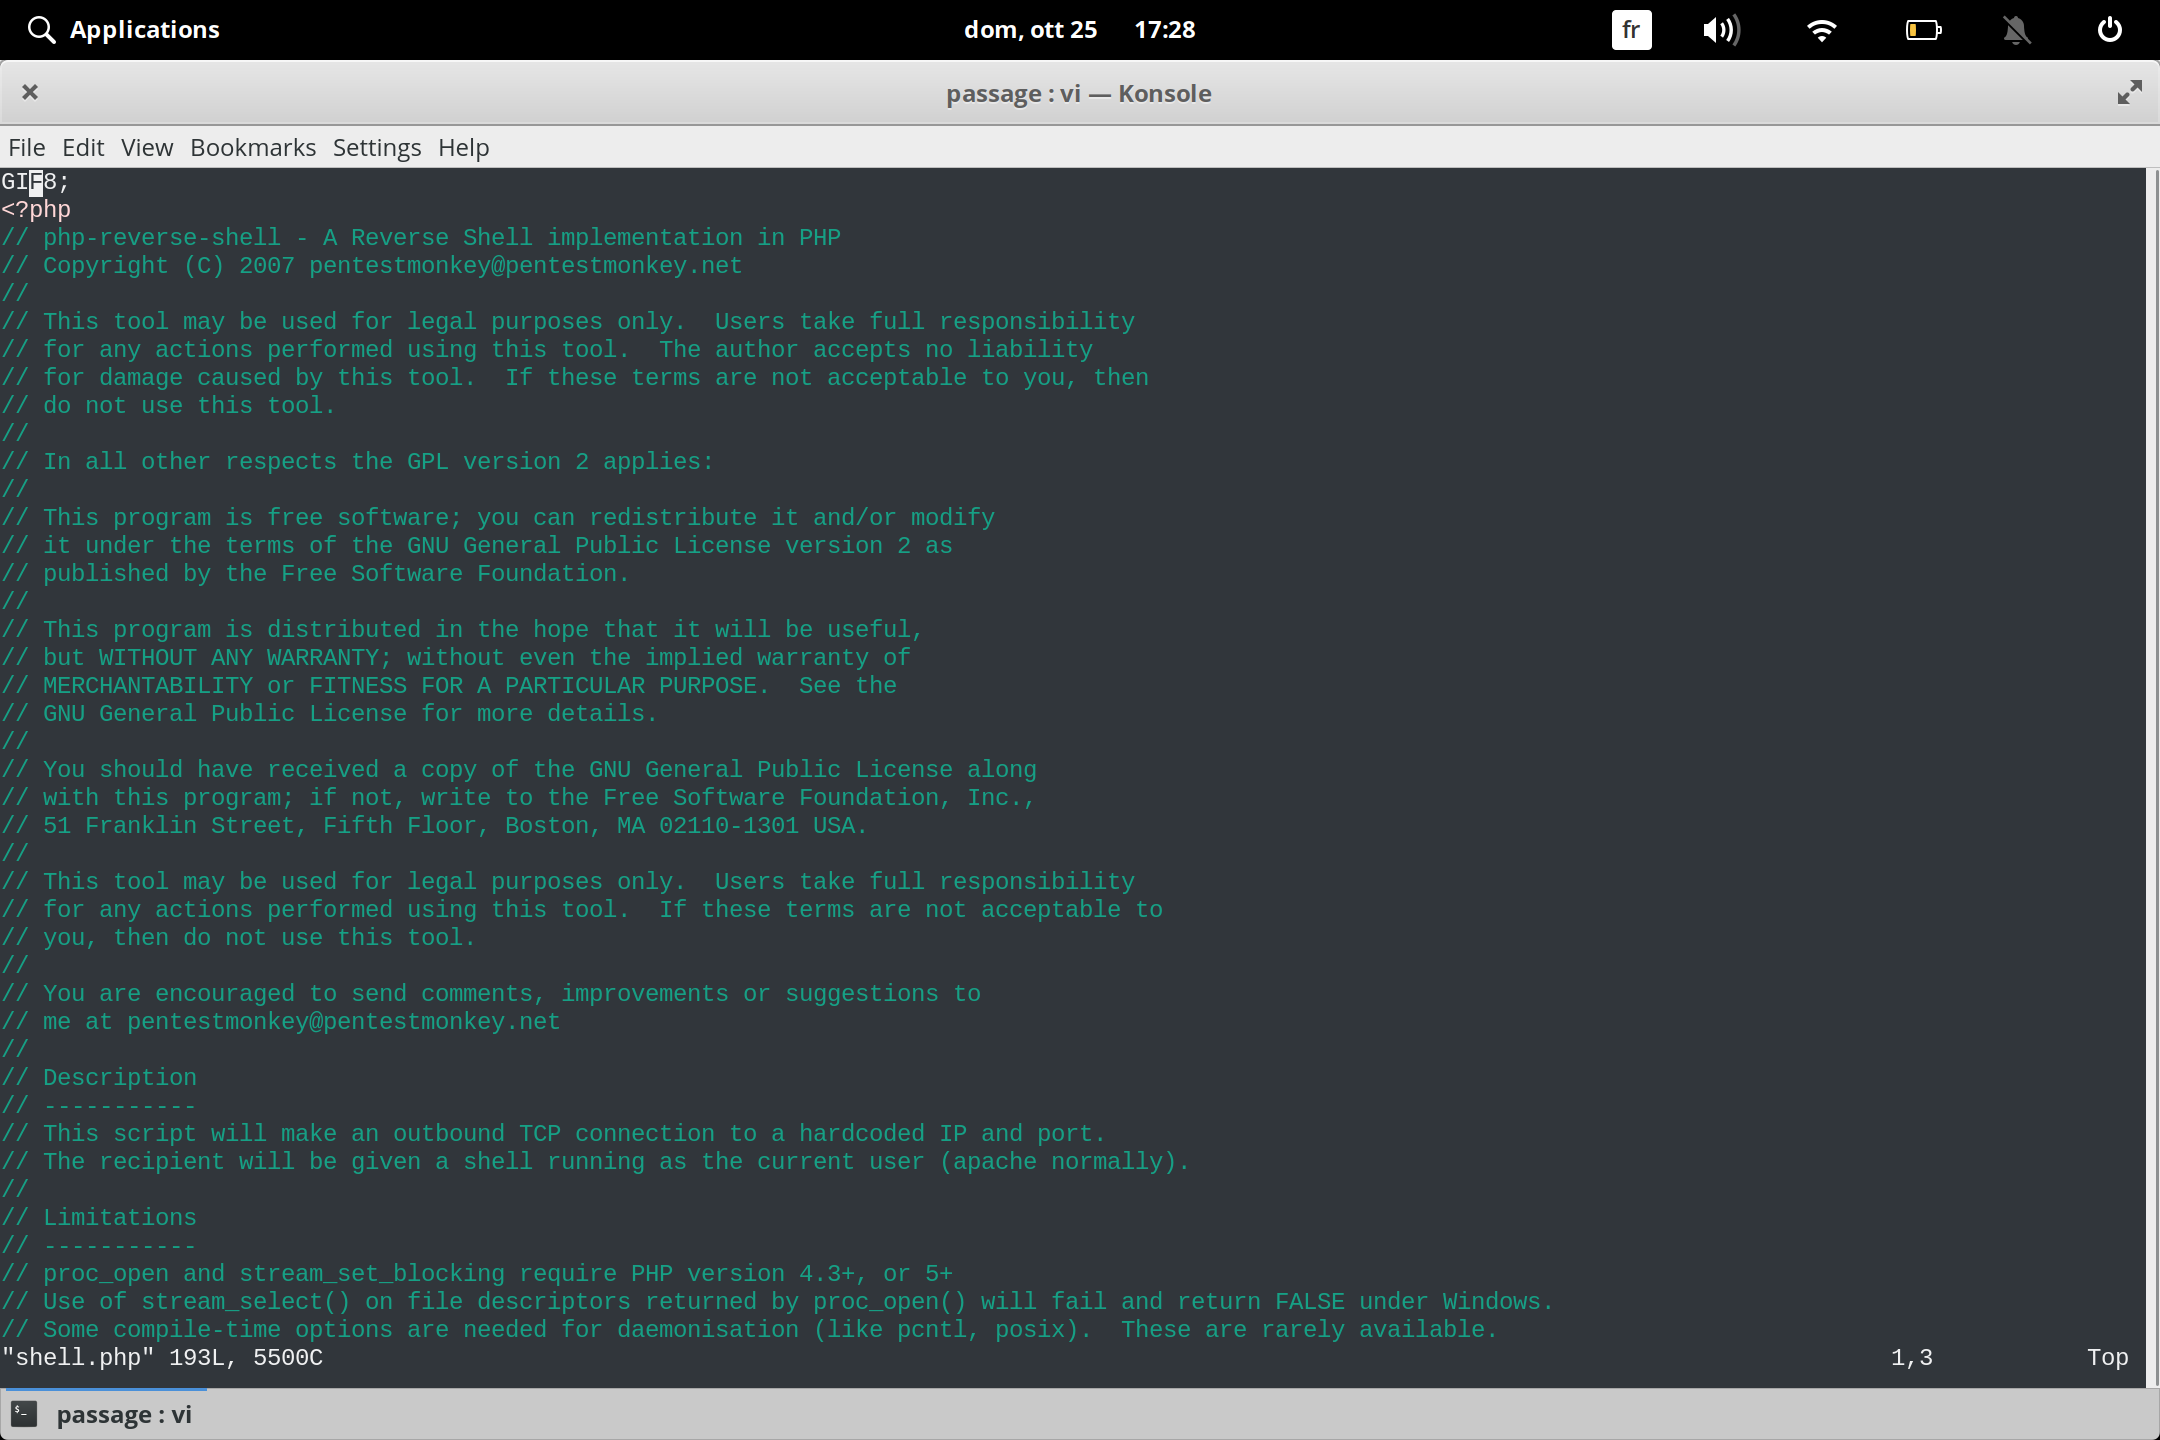 Applications
dom, ott 25 17:28
fr
passage : vi — Konsole
File Edit View Bookmarks Settings Help
GIF8;
<?php
// php-reverse-shell - A Reverse Shell implementation in PHP
// Copyright (C) 2007 pentestmonkey@pentestmonkey.net
//
// This tool may be used for legal purposes only.  Users take full responsibility
// for any actions performed using this tool.  The author accepts no liability
// for damage caused by this tool.  If these terms are not acceptable to you, then
// do not use this tool.
//
// In all other respects the GPL version 2 applies:
//
// This program is free software; you can redistribute it and/or modify
// it under the terms of the GNU General Public License version 2 as
// published by the Free Software Foundation.
//
// This program is distributed in the hope that it will be useful,
// but WITHOUT ANY WARRANTY; without even the implied warranty of
// MERCHANTABILITY or FITNESS FOR A PARTICULAR PURPOSE.  See the
// GNU General Public License for more details.
//
// You should have received a copy of the GNU General Public License along
// with this program; if not, write to the Free Software Foundation, Inc.,
// 51 Franklin Street, Fifth Floor, Boston, MA 02110-1301 USA.
//
// This tool may be used for legal purposes only.  Users take full responsibility
// for any actions performed using this tool.  If these terms are not acceptable to
// you, then do not use this tool.
//
// You are encouraged to send comments, improvements or suggestions to
// me at pentestmonkey@pentestmonkey.net
//
// Description
// -----------
// This script will make an outbound TCP connection to a hardcoded IP and port.
// The recipient will be given a shell running as the current user (apache normally).
//
// Limitations
// -----------
// proc_open and stream_set_blocking require PHP version 4.3+, or 5+
// Use of stream_select() on file descriptors returned by proc_open() will fail and return FALSE under Windows.
// Some compile-time options are needed for daemonisation (like pcntl, posix).  These are rarely available.
"shell.php" 193L, 5500C 1,3 Top
passage : vi